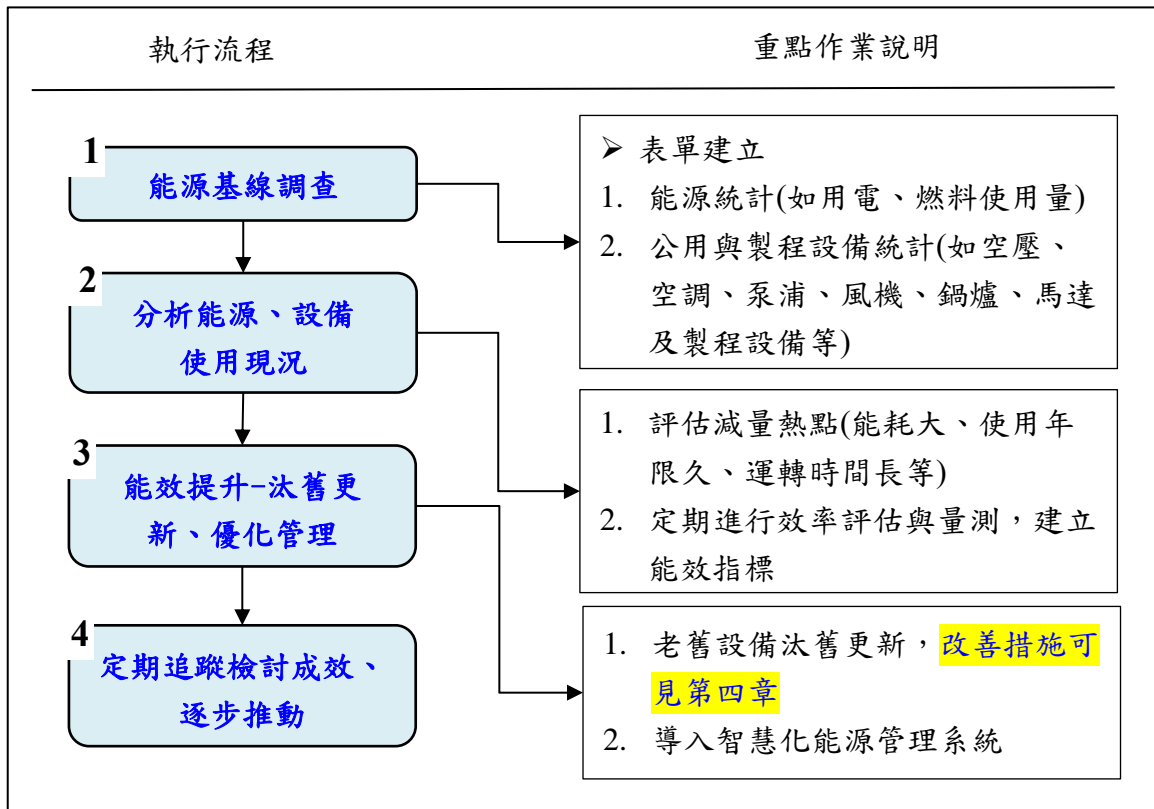 執行流程
重點作業說明
1
能源基線調查
2
分析能源、設備
使用現況
3
能效提升-汰舊更
新、優化管理
4
定期追蹤檢討成效、
逐步推動
➢ 表單建立
1. 能源統計(如用電、燃料使用量)
2. 公用與製程設備統計(如空壓、
空調、泵浦、風機、鍋爐、馬達
及製程設備等)
1. 評估減量熱點(能耗大、使用年
限久、運轉時間長等)
2. 定期進行效率評估與量測，建立
能效指標
1. 老舊設備汰舊更新，改善措施可
見第四章
2. 導入智慧化能源管理系統